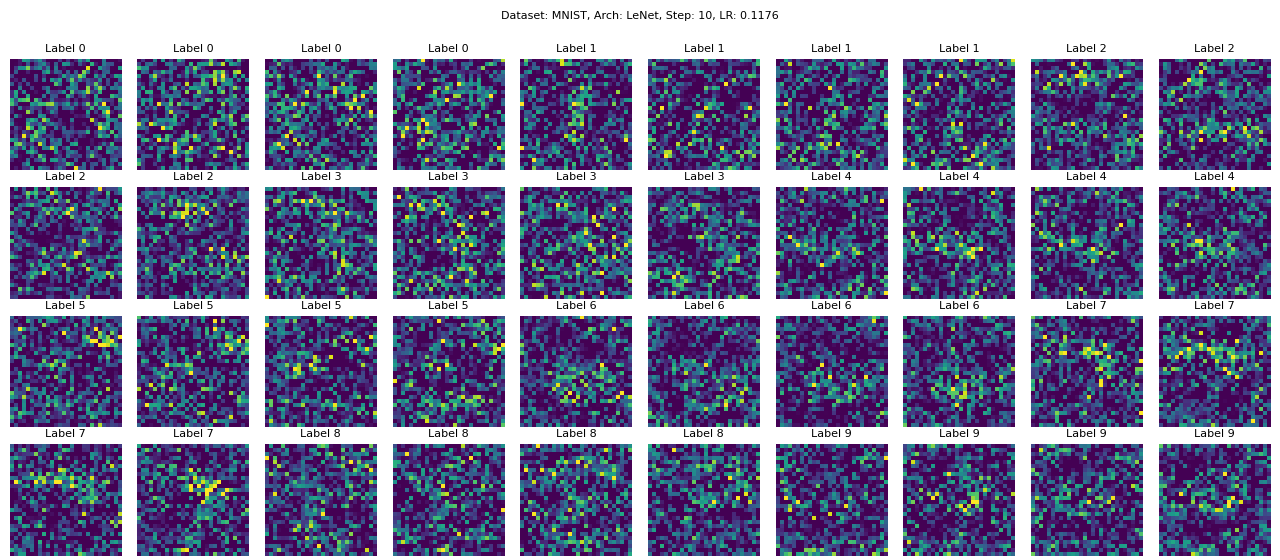 Dataset: MNIST, Arch: LeNet, Step: 10, LR: 0.1176
Label 0 Label 0 Label 0 Label 0 Label 1 Label 1 Label 1 Label 1 Label 2 Label 2
Label 2 Label 2 Label 3 Label 3 Label 3 Label 3 Label 4 Label 4 Label 4 Label 4
Label 5 Label 5 Label 5 Label 5 Label 6 Label 6 Label 6 Label 6 Label 7 Label 7
Label 7 Label 7 Label 8 Label 8 Label 8 Label 8 Label 9 Label 9 Label 9 Label 9